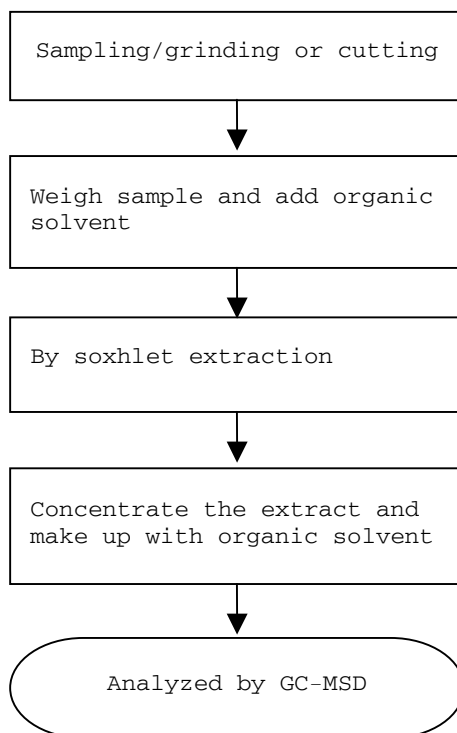 Sampling/grinding or cutting
Weigh sample and add organic
solvent
By soxhlet extraction
Concentrate the extract and
make up with organic solvent
Analyzed by GC-MSD